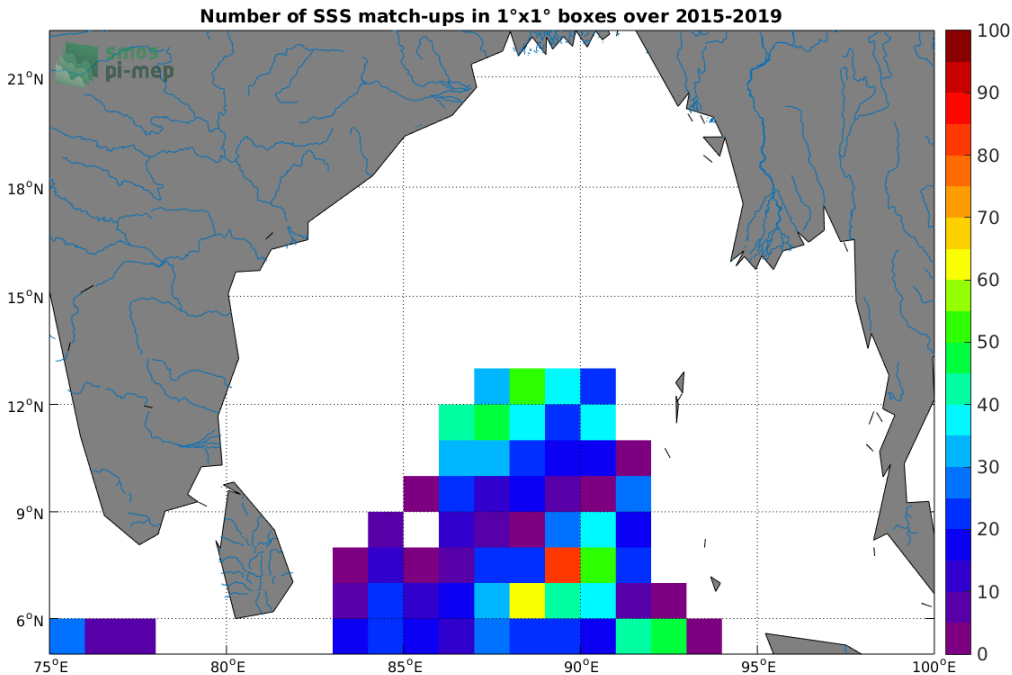 Number of SSS match-ups in 1°x1° boxes over 2015-2019
smos
pi-mep
21°N
18°N
15°N
12°N
9°N
6°N
75°E 80°E 85°E 90°E 95°E 100°E
100
90
80
70
60
50
40
30
20
10
0